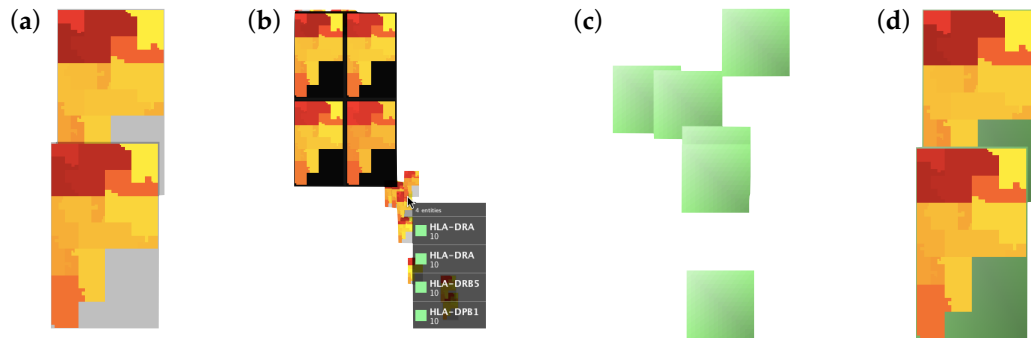 (a)
(b)
(c)
(d)
4 entities
HLA-DRA
10
HLA-DRA
10
HLA-DRB5
10
HLA-DPB1
10